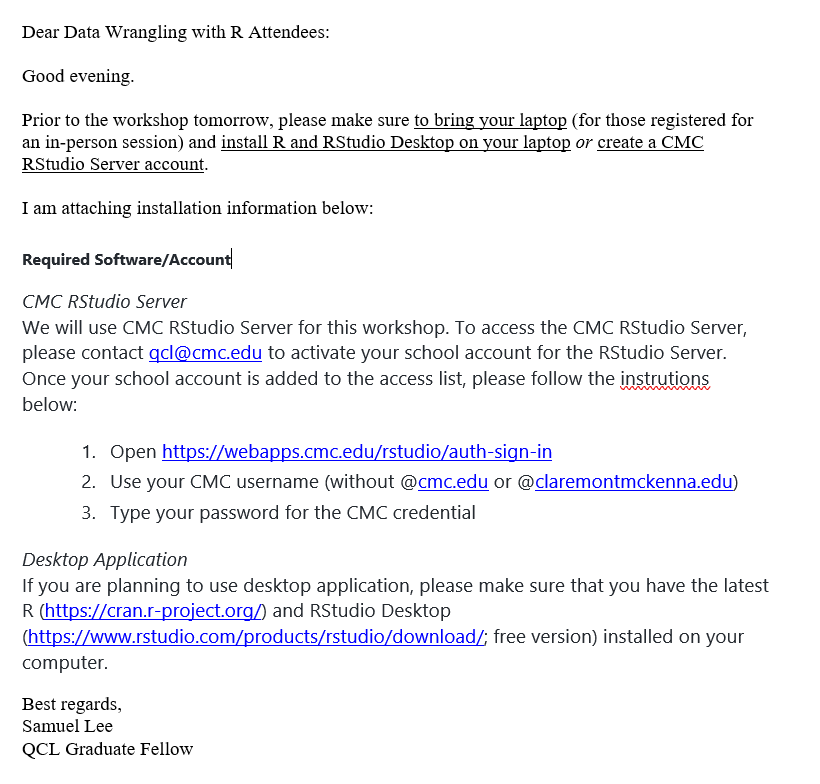 Dear Data Wrangling with R Attendees:
Good evening.
Prior to the workshop tomorrow, please make sure to bring your laptop (for those registered for
an in-person session) and install R and RStudio Desktop on your laptop or create a CMC
RStudio Server account.
I am attaching installation information below:
Required Software/Account
CMC RStudio Server
We will use CMC RStudio Server for this workshop. To access the CMC RStudio Server,
please contact qcl@cmc.edu to activate your school account for the RStudio Server.
Once your school account is added to the access list, please follow the instrutions
below:
1. Open https://webapps.cmc.edu/rstudio/auth-sign-in
2. Use your CMC username (without @cmc.edu or @claremontmckenna.edu)
3. Type your password for the CMC credential
Desktop Application
If you are planning to use desktop application, please make sure that you have the latest
R (https://cran.r-project.org/) and RStudio Desktop
(https://www.rstudio.com/products/rstudio/download/; free version) installed on your
computer.
Best regards,
Samuel Lee
QCL Graduate Fellow